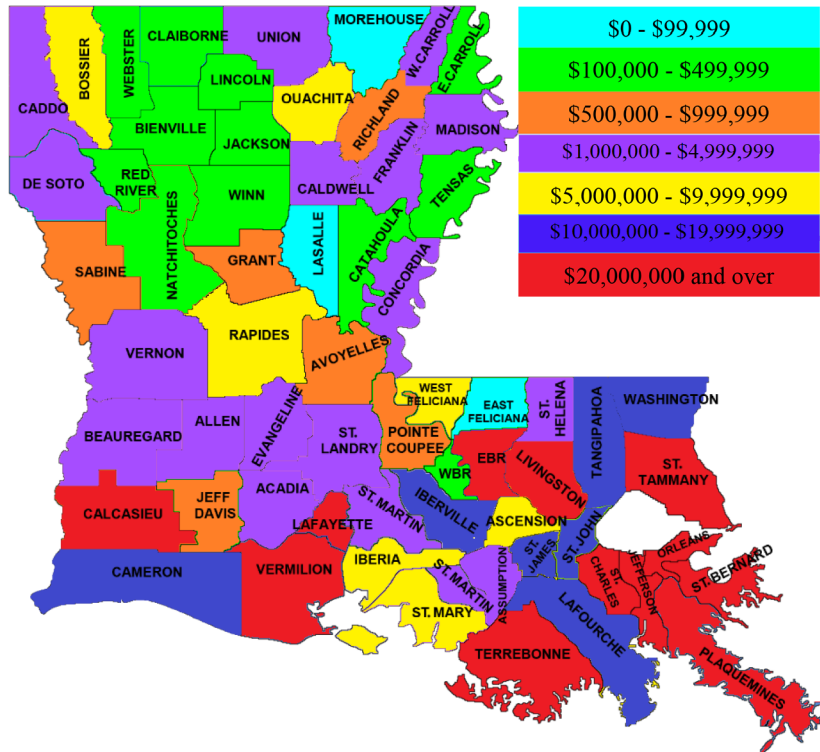 MOREHOUSE
$0 - $99,999
CLAIBORNE
UNION
W.CARROLL
E.CARROLL
WEBSTER
BOSSIER
$100,000 - $499,999
LINCOLN
OUACHITA
CADDO
RICHLAND
$500,000 - $999,999
BIENVILLE
JACKSON
FRANKLIN
MADISON
$1,000,000 - $4,999,999
DE SOTO
RED
RIVER
WINN
CALDWELL
TENSAS
$5,000,000 - $9,999,999
NATCHITOCHES
LASALLE
CATAHOULA
$10,000,000 - $19,999,999
SABINE
GRANT
CONCORDIA
$20,000,000 and over
RAPIDES
VERNON
AVOYELLES
WEST
FELICIANA
EAST
FELICIANA
ST.
HELENA
TANGIPAHOA
WASHINGTON
BEAUREGARD
ALLEN
EVANGELINE
ST.
LANDRY
POINTE
COUPEE
EBR
LIVINGSTON
ST.
TAMMANY
WBR
CALCASIEU
JEFF
DAVIS
ACADIA
LAFAYETTE
ST. MARTIN
IBERVILLE
ASCENSION
ST. JOHN
ST.
JAMES
ORLEANS
CAMERON
VERMILION
IBERIA
ST. MARTIN
ASSUMPTION
ST.
CHARLES
JEFFERSON
ST. BERNARD
ST. MARY
LAFOURCHE
TERREBONNE
PLAQUEMINES